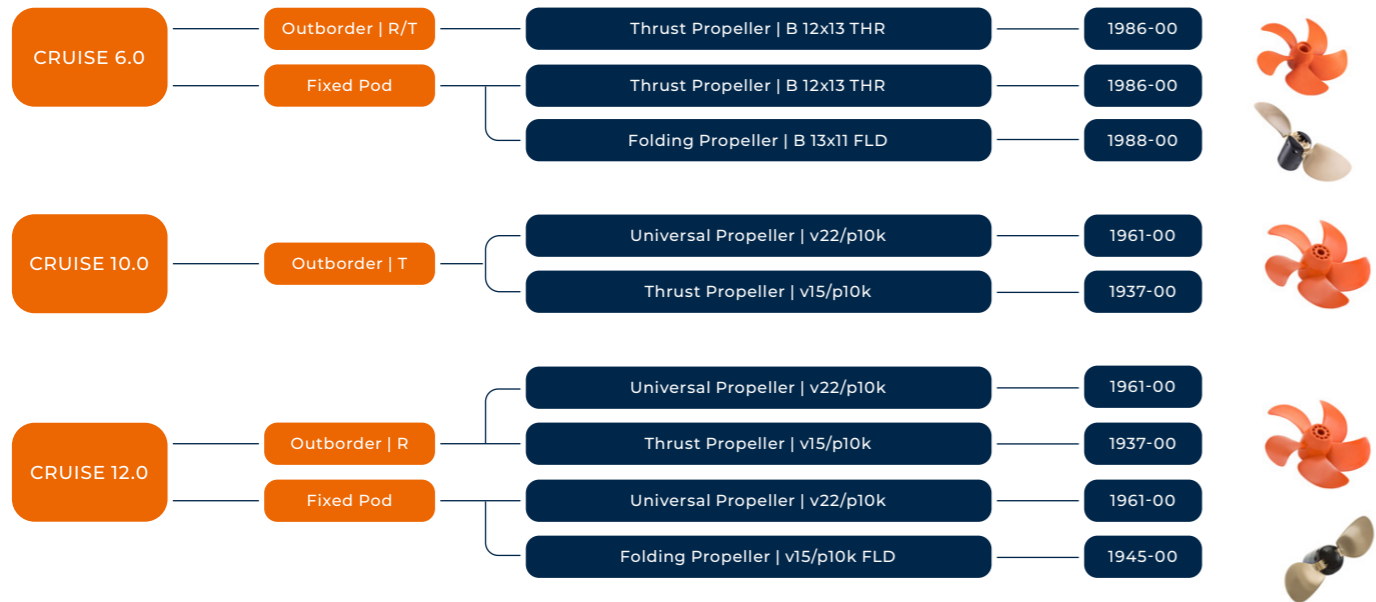 CRUISE 6.0
Outborder | R/T
Thrust Propeller | B 12x13 THR
1986-00
Fixed Pod
Thrust Propeller | B 12x13 THR
1986-00
Folding Propeller | B 13x11 FLD
1988-00
CRUISE 10.0
Outborder | T
Universal Propeller | v22/p10k
1961-00
Thrust Propeller | v15/p10k
1937-00
CRUISE 12.0
Outborder | R
Universal Propeller | v22/p10k
1961-00
Thrust Propeller | v15/p10k
1937-00
Fixed Pod
Universal Propeller | v22/p10k
1961-00
Folding Propeller | v15/p10k FLD
1945-00